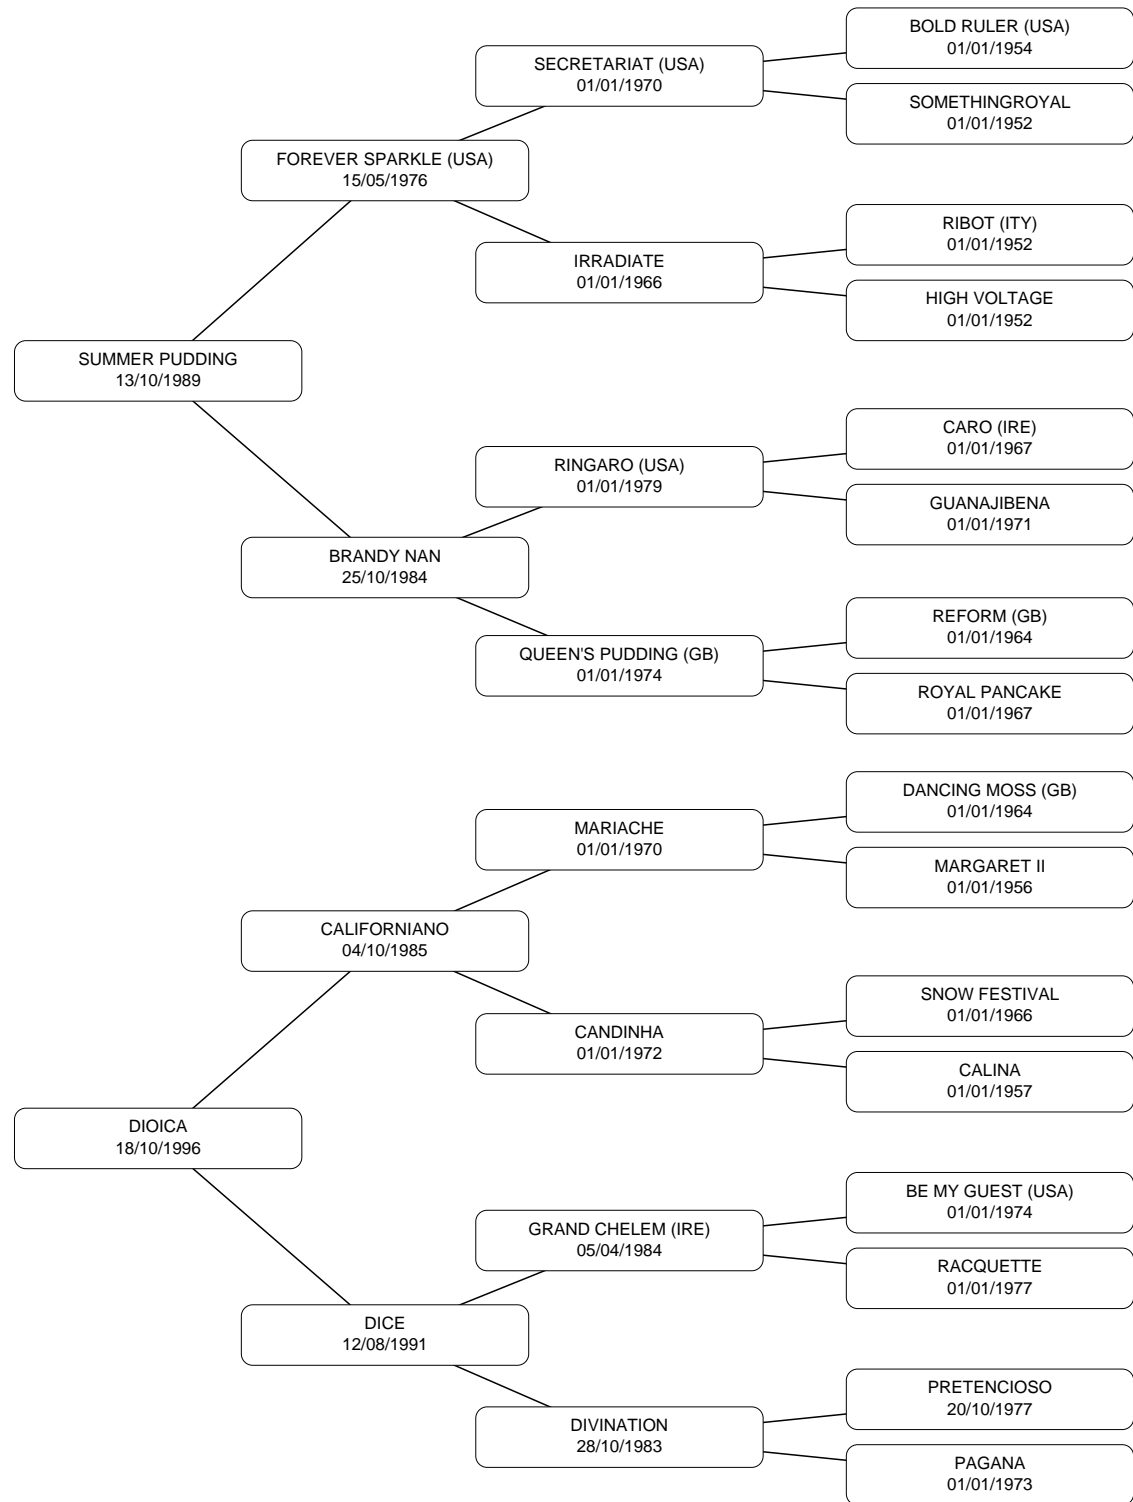 BOLD RULER (USA)
01/01/1954
SECRETARIAT (USA)
01/01/1970
SOMETHINGROYAL
01/01/1952
FOREVER SPARKLE (USA)
15/05/1976
RIBOT (ITY)
01/01/1952
IRRADIATE
01/01/1966
HIGH VOLTAGE
01/01/1952
SUMMER PUDDING
13/10/1989
CARO (IRE)
01/01/1967
RINGARO (USA)
01/01/1979
GUANAJIBENA
01/01/1971
BRANDY NAN
25/10/1984
REFORM (GB)
01/01/1964
QUEEN'S PUDDING (GB)
01/01/1974
ROYAL PANCAKE
01/01/1967
DANCING MOSS (GB)
01/01/1964
MARIACHE
01/01/1970
MARGARET II
01/01/1956
CALIFORNIANO
04/10/1985
SNOW FESTIVAL
01/01/1966
CANDINHA
01/01/1972
CALINA
01/01/1957
DIOICA
18/10/1996
BE MY GUEST (USA)
01/01/1974
GRAND CHELEM (IRE)
05/04/1984
RACQUETTE
01/01/1977
DICE
12/08/1991
PRETENCIOSO
20/10/1977
DIVINATION
28/10/1983
PAGANA
01/01/1973